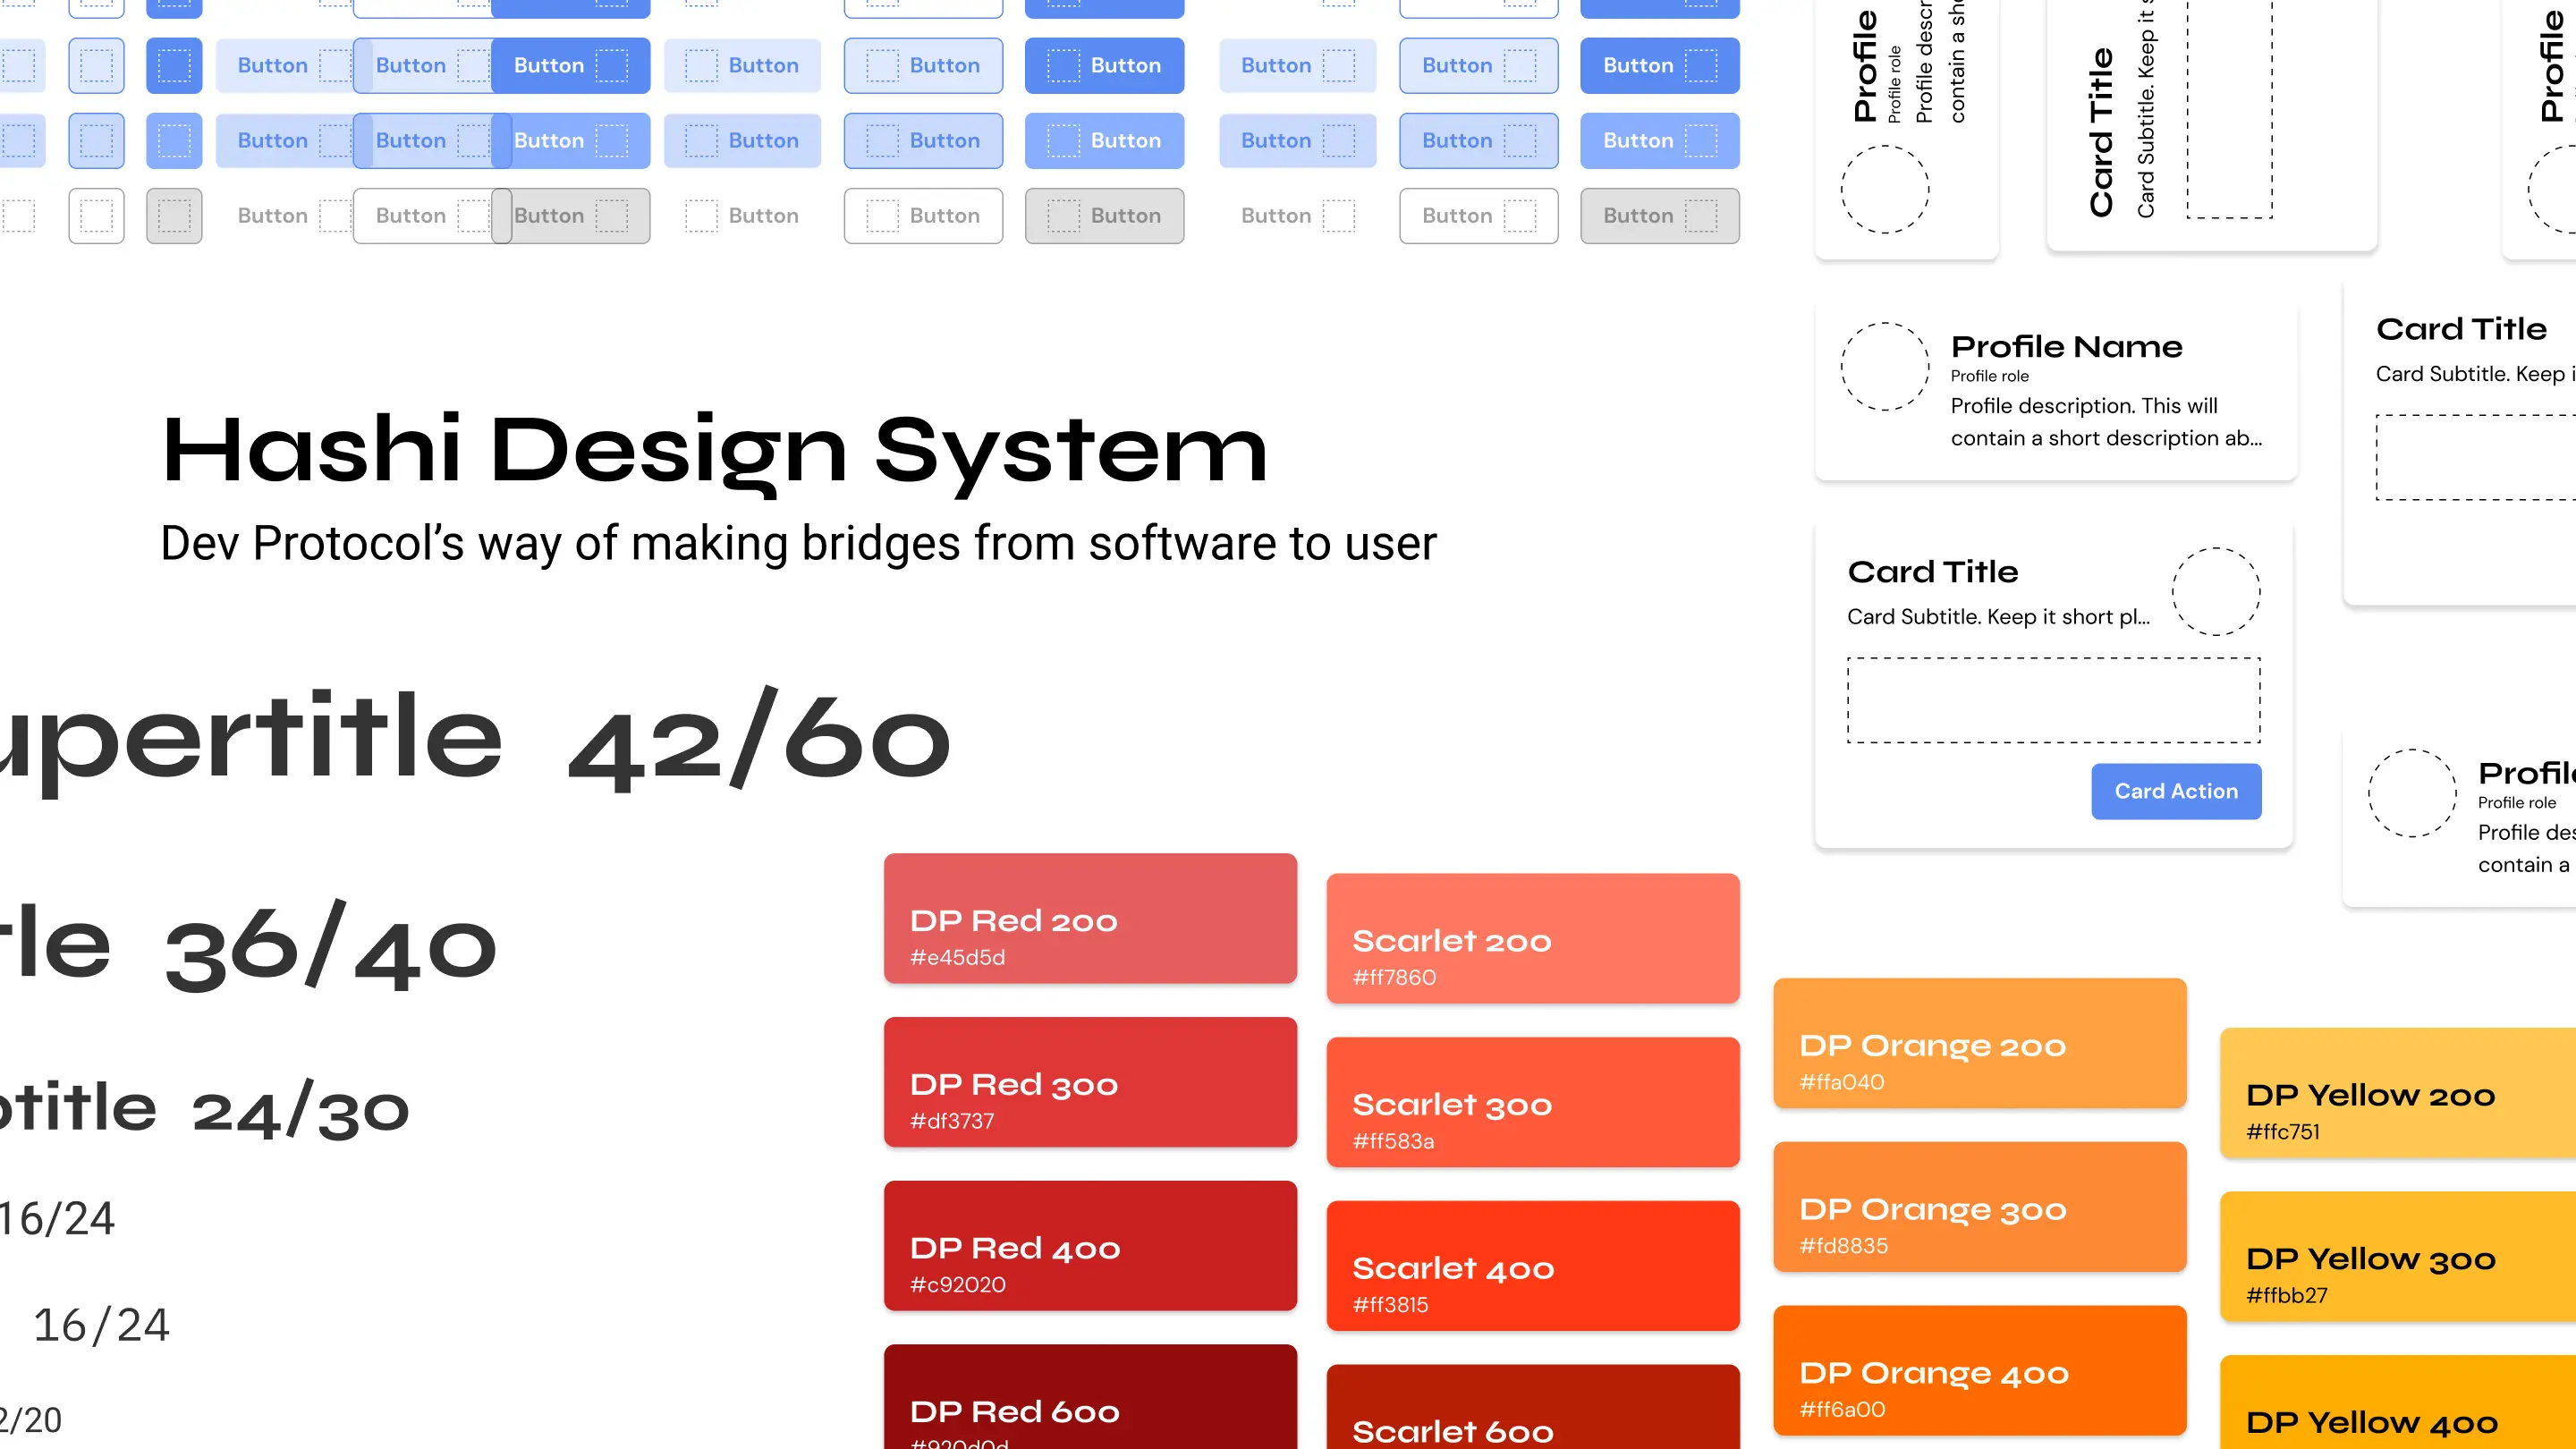 Button Button Button Button Button Button Button Button Button
Button Button Button Button Button Button Button Button Button
Button Button Button Button Button Button Button Button Button
Profile
Profile role
Profile descr
contain a sho
Card Title
Card Subtitle. Keep it s
Profile
Hashi Design System
Dev Protocol’s way of making bridges from software to user
Profile Name
Profile role
Profile description. This will
contain a short description ab...
Card Title
Card Subtitle. Keep i
Card Title
Card Subtitle. Keep it short pl...
Card Action
Profile
Profile role
Profile des
contain a
upertitle 42/60
tle 36/40
otitle 24/30
16/24
16/24
2/20
DP Red 200
#e45d5d
DP Red 300
#df3737
DP Red 400
#c92020
DP Red 600
#920d0d
Scarlet 200
#ff7860
Scarlet 300
#ff583a
Scarlet 400
#ff3815
Scarlet 600
DP Orange 200
#ffa040
DP Orange 300
#fd8835
DP Orange 400
#ff6a00
DP Yellow 200
#ffc751
DP Yellow 300
#ffbb27
DP Yellow 400